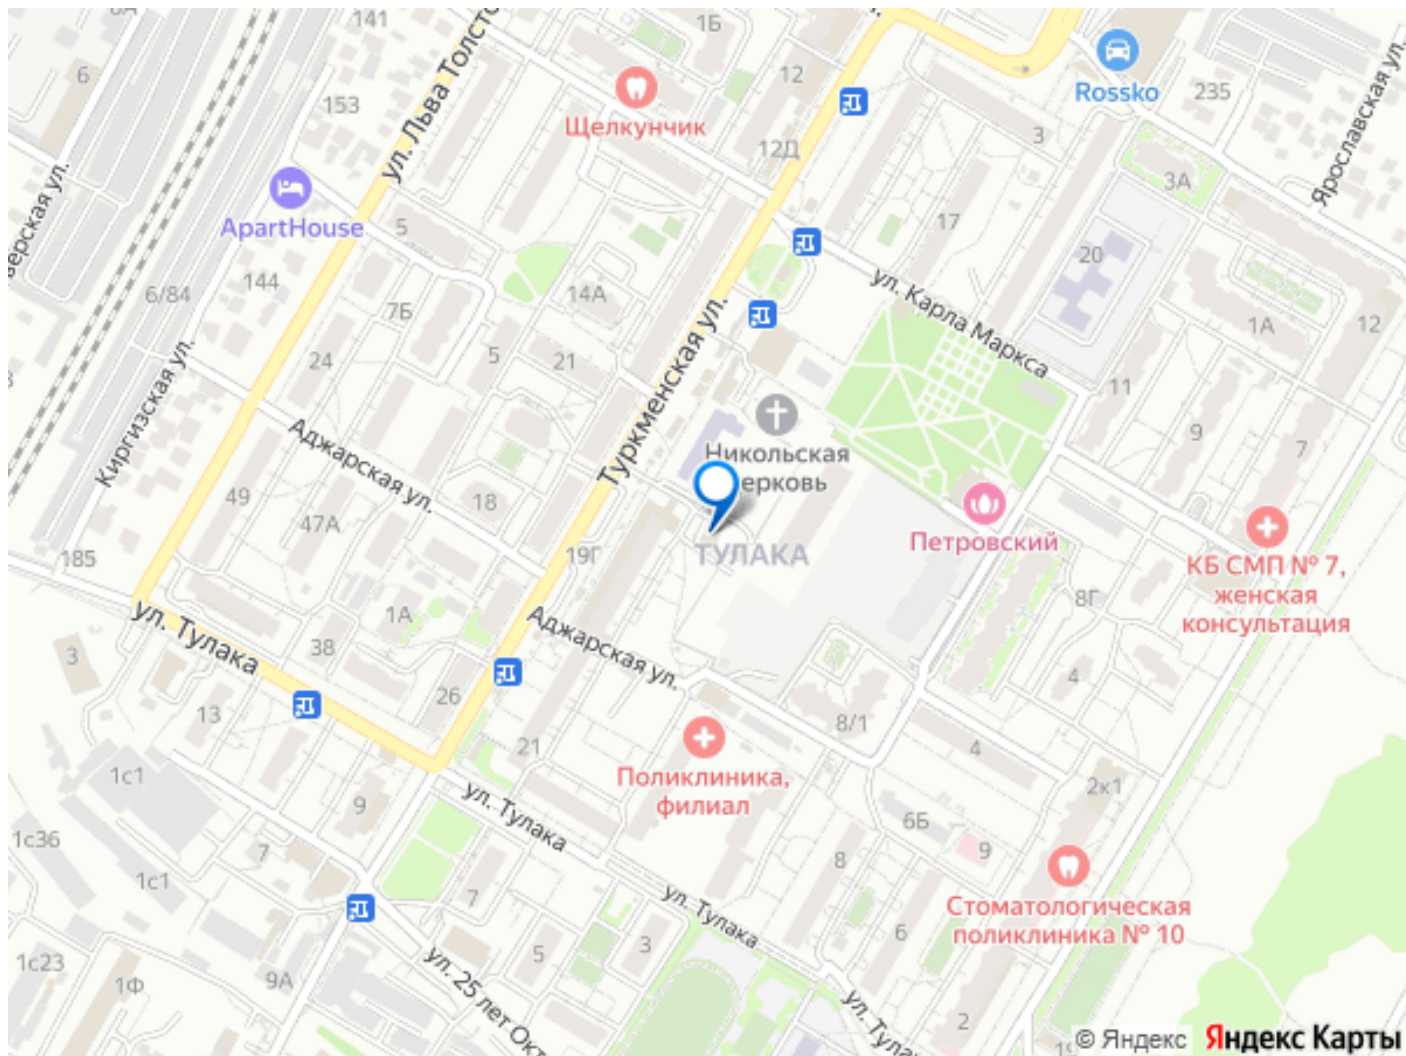 8А
141
1Б
ул. Льва Толсто
6
153
Щелкунчик
12
12Д
3
Rossko
235
Ярославская ул.
3А
ApartHouse
5
17
20
144
6/84
7Б
14А
ул. Карла Маркса
1А
12
24
5
21
Туркменская ул.
11
Киргизская ул.
9
7
Аджарская ул.
Никольская
ерковь
49
47А
18
Петровский
ТУЛАКА
КБ СМП № 7,
женская
консультация
185
19Г
8Г
1А
ул. Тулака
38
Аджарская ул.
3
4
26
13
8/1
21
4
Поликлиника,
филиал
1с1
2к1
9
ул. Тулака
6Б
1с36
7
9
8
1с1
7
ул. Тулака
Стоматологическая
поликлиника № 10
6
3
5
1с23
9А
1Ф
ул. 25 лет Окт
ул. Тула
2
© Яндекс
Яндекс Карты